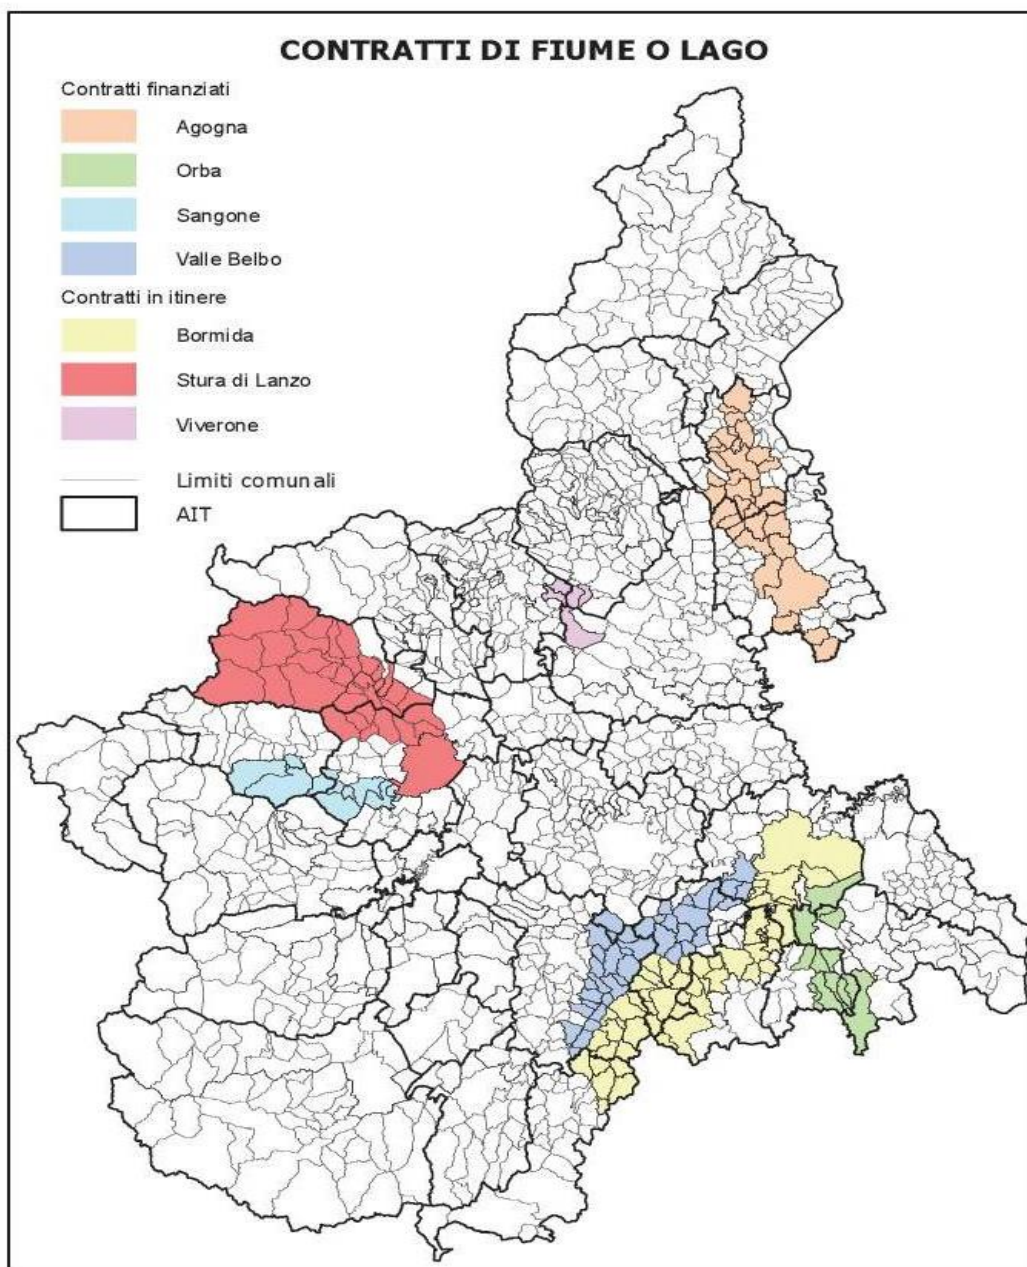 CONTRATTI DI FIUME O LAGO
Contratti finanziati
Agogna
Orba
Sangone
Valle Belbo
Contratti in itinere
Bormida
Stura di Lanzo
Viverone
Limiti comunali
AIT